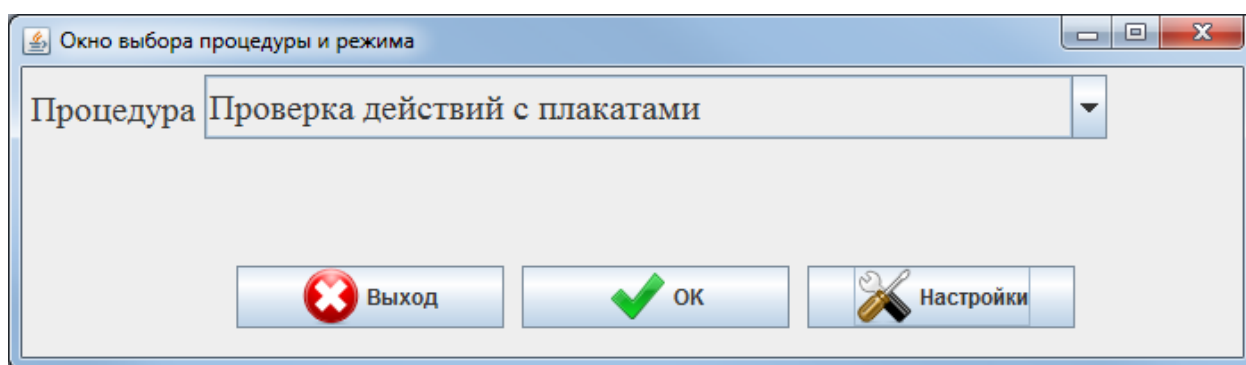 Окно выбора процедуры и режима
Процедура Проверка действий с плакатами
Выход ОК Настройки